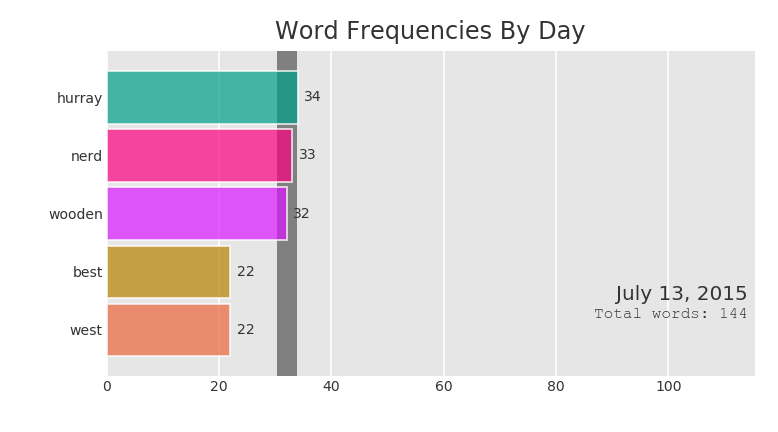 Word Frequencies By Day
hurray 34
nerd 33
wooden 32
best 22
west 22
July 13, 2015
Total words: 144
0 20 40 60 80 100